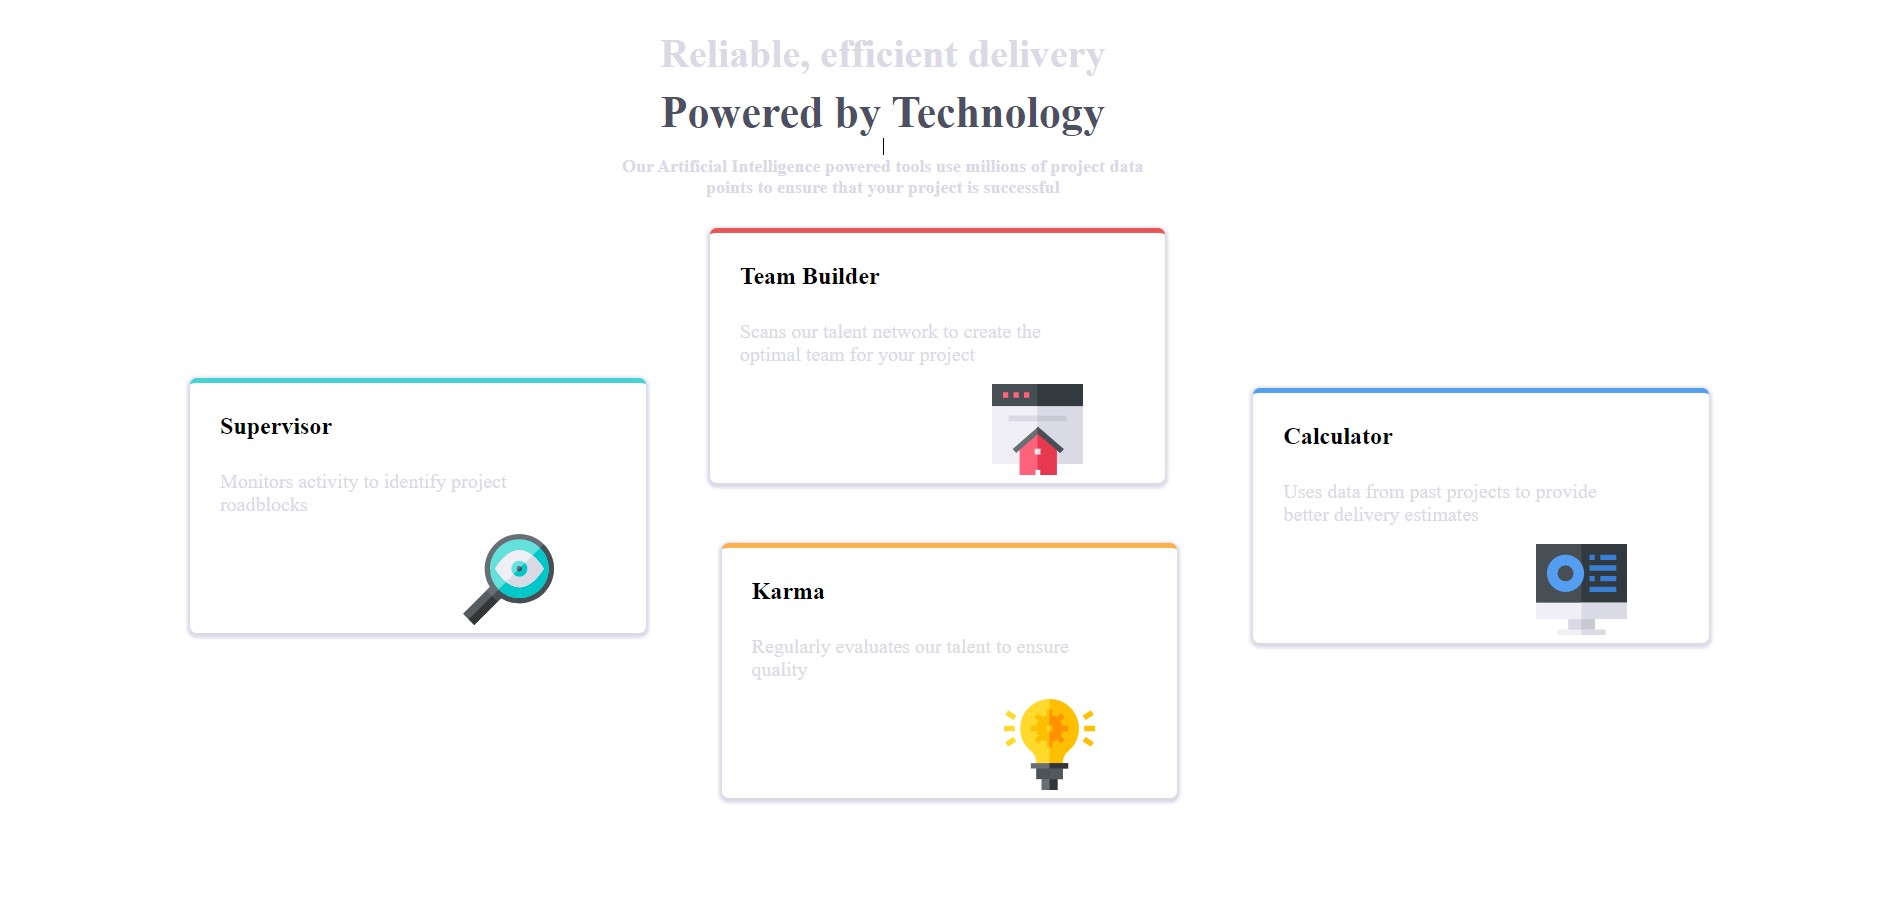 Reliable, efficient delivery
Powered by Technology
Our Artificial Intelligence powered tools use millions of project data
points to ensure that your project is successful
Team Builder
Scans our talent network to create the
optimal team for your project
Supervisor
Monitors activity to identify project
roadblocks
Calculator
Uses data from past projects to provide
better delivery estimates
Karma
Regularly evaluates our talent to ensure
quality